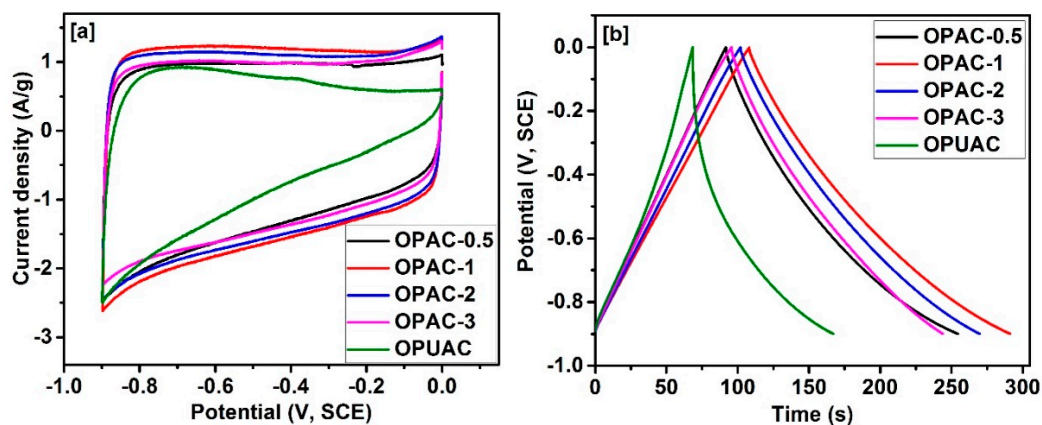 [a]
Current density (A/g)
1
0
-1
-2
-3
OPAC-0.5
OPAC-1
OPAC-2
OPAC-3
OPUAC
-1.0 -0.8 -0.6 -0.4 -0.2 0.0
Potential (V, SCE)
[b]
Potential (V, SCE)
0.0
-0.2
-0.4
-0.6
-0.8
-1.0
OPAC-0.5
OPAC-1
OPAC-2
OPAC-3
OPUAC
0 50 100 150 200 250 300
Time (s)